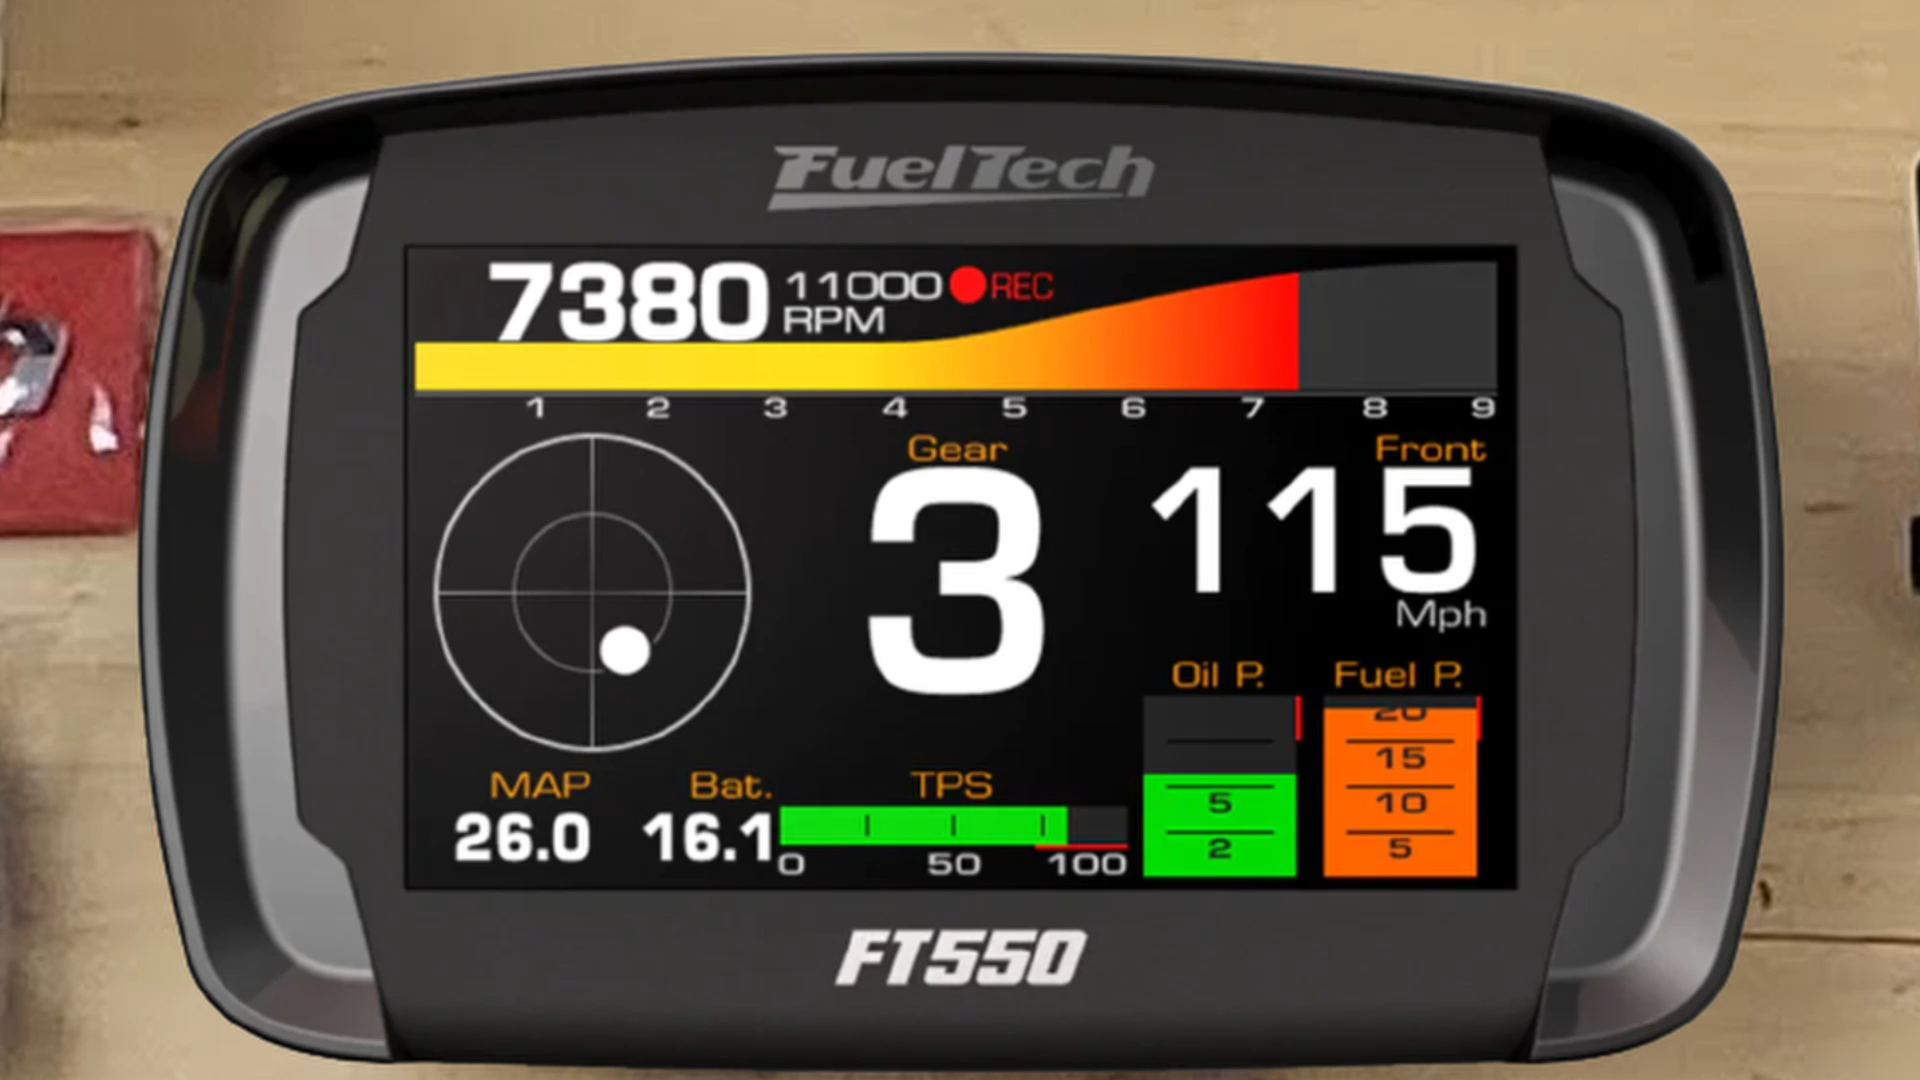 FuelTech
7380 11000 REC
RPM
1 2 3 4 5 6 7 8 9
Gear
3
Front
115
Mph
Oil P.
5
2
Fuel P.
20
15
10
5
MAP
26.0
Bat.
16.1
TPS
0 50 100
FT550